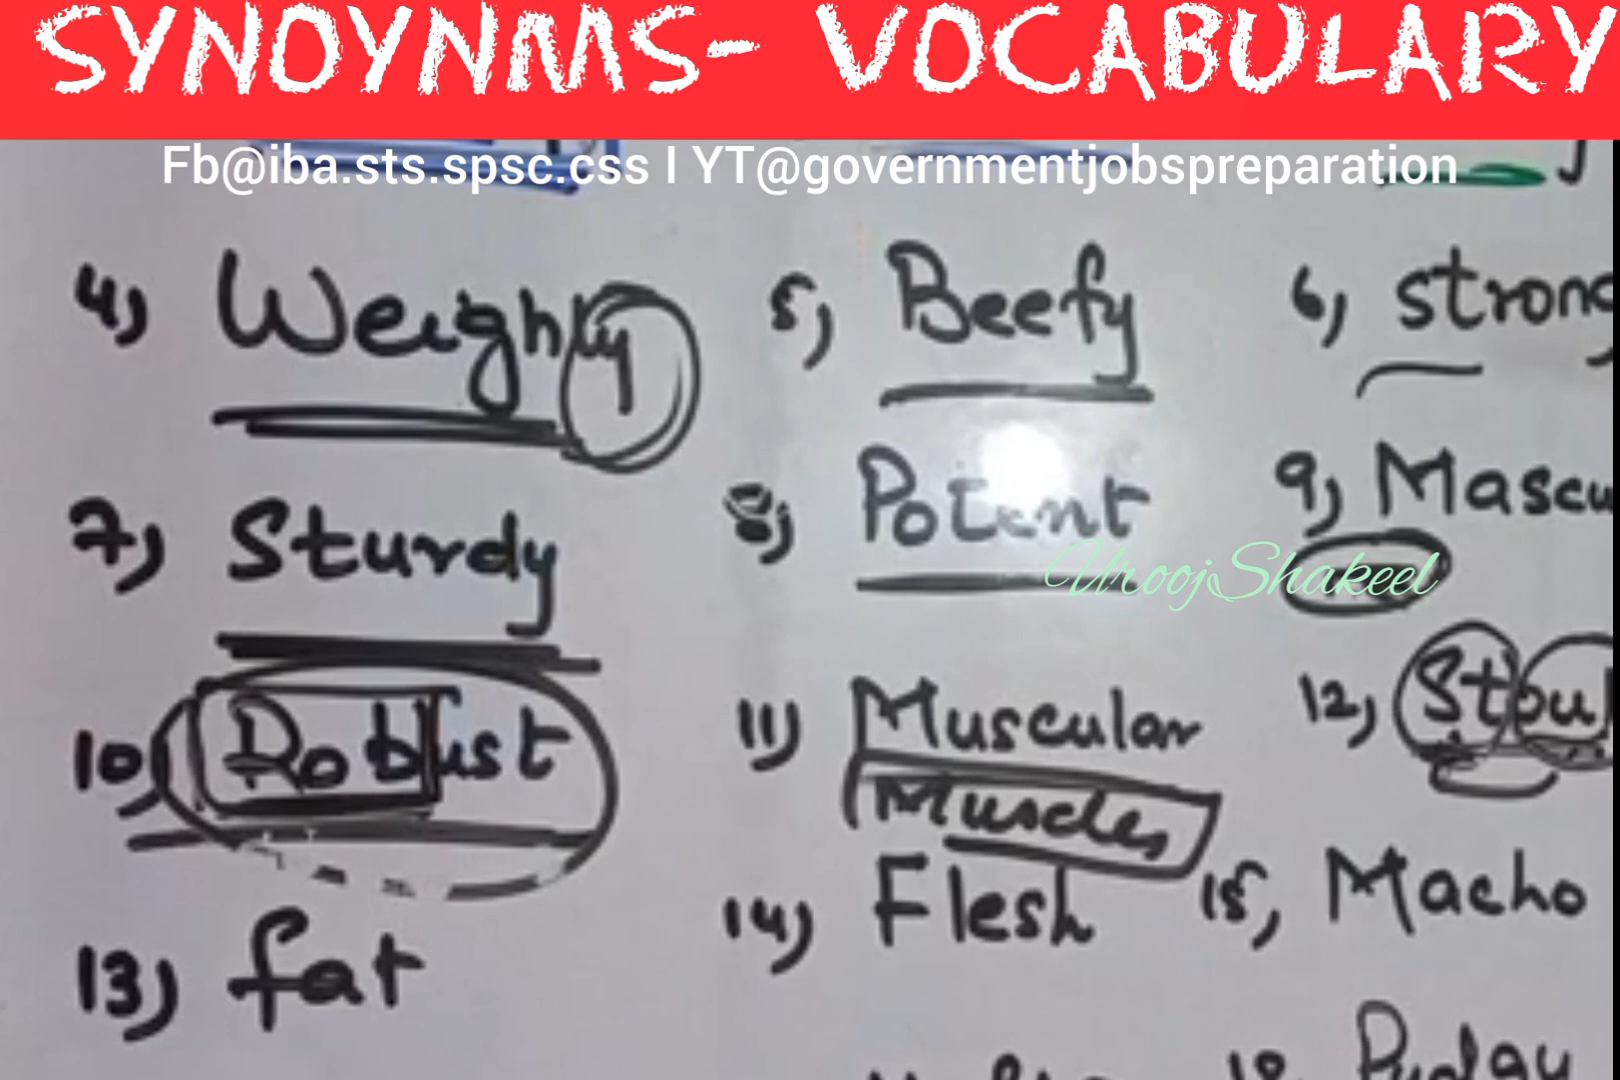 SYNOYNMS- VOCABULARY
Fb@iba.sts.spsc.css I YT@governmentjobspreparation
4) Weighty 5) Beefy 6) strong
7) Sturdy 8) Potent 9) Mascu
UroojShakeel
10) Robust 11) Muscular 12) Stou
Muscles
13) fat 14) Flesh 15) Macho
18)